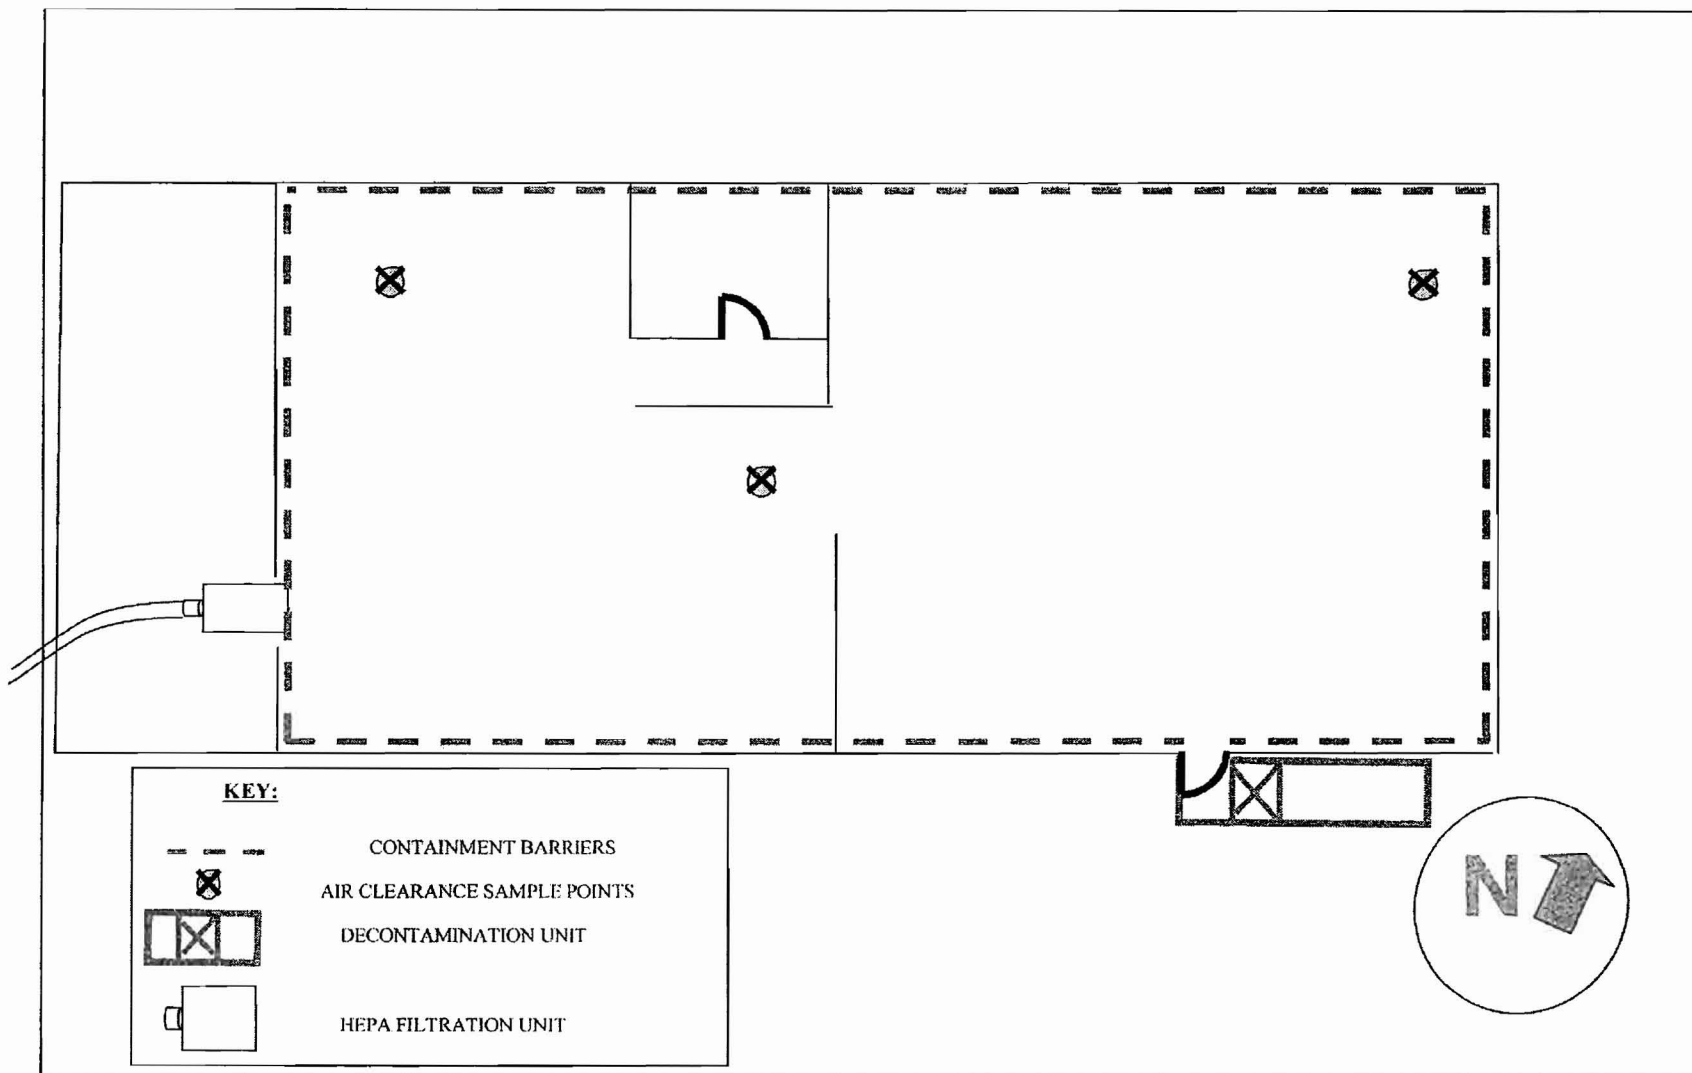 KEY:
CONTAINMENT BARRIERS
AIR CLEARANCE SAMPLE POINTS
DECONTAMINATION UNIT
HEPA FILTRATION UNIT
N